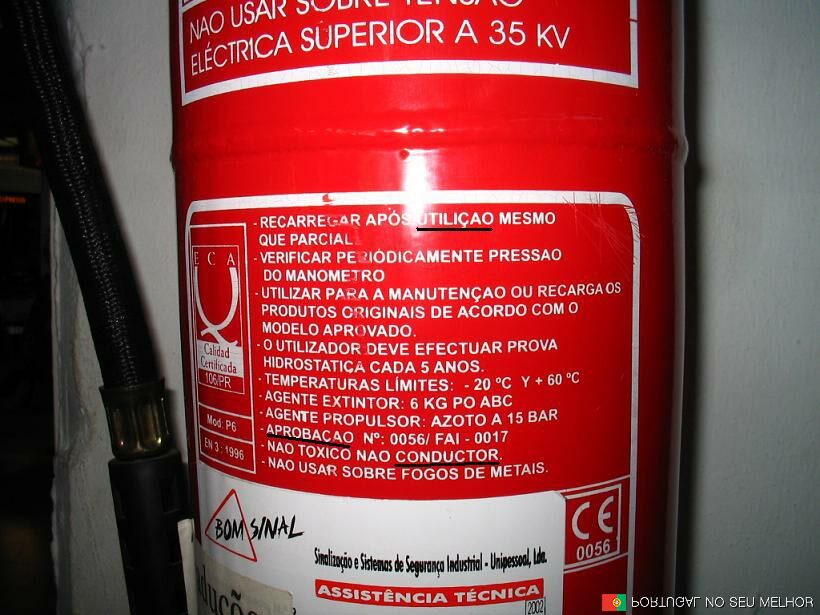 NAO USAR SOBRE TENSAO
ELÉCTRICA SUPERIOR A 35 KV
- RECARREGAR APÓS UTILIÇAO MESMO
QUE PARCIAL.
- VERIFICAR PERIÓDICAMENTE PRESSAO
DO MANOMETRO
- UTILIZAR PARA A MANUTENÇAO OU RECARGA OS
PRODUTOS ORIGINAIS DE ACORDO COM O
MODELO APROVADO.
- O UTILIZADOR DEVE EFECTUAR PROVA
HIDROSTATICA CADA 5 ANOS.
- TEMPERATURAS LÍMITES: - 20 ºC Y + 60 ºC
- AGENTE EXTINTOR: 6 KG PO ABC
- AGENTE PROPULSOR: AZOTO A 15 BAR
- APROBAÇAO Nº: 0056/ FAI - 0017
- NAO TOXICO NAO CONDUCTOR.
- NAO USAR SOBRE FOGOS DE METAIS.
E C A
Calidad
Certificada
106/PR
Mod: P6
EN 3 : 1996
BOM SINAL
Sinalização e Sistemas de Segurança Industrial - Unipessoal, Lda.
ASSISTÊNCIA TÉCNICA
2002
CE
0056
PORTUGAL NO SEU MELHOR